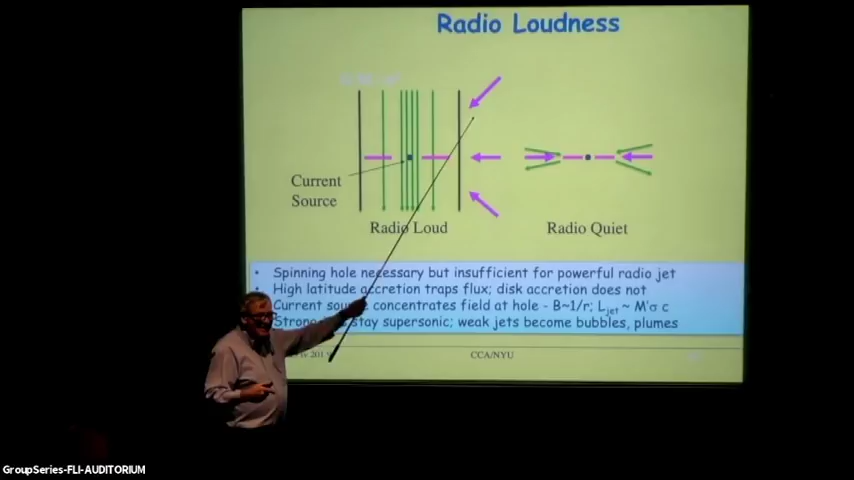 Radio Loudness
Current
Source
Radio Loud
Radio Quiet
• Spinning hole necessary but insufficient for powerful radio jet
• High latitude accretion traps flux; disk accretion does not
Current source concentrates field at hole - B~1/r; Ljet ~ M'σ c
Strong stay supersonic; weak jets become bubbles, plumes
CCA/NYU
GroupSeries-FLI-AUDITORIUM